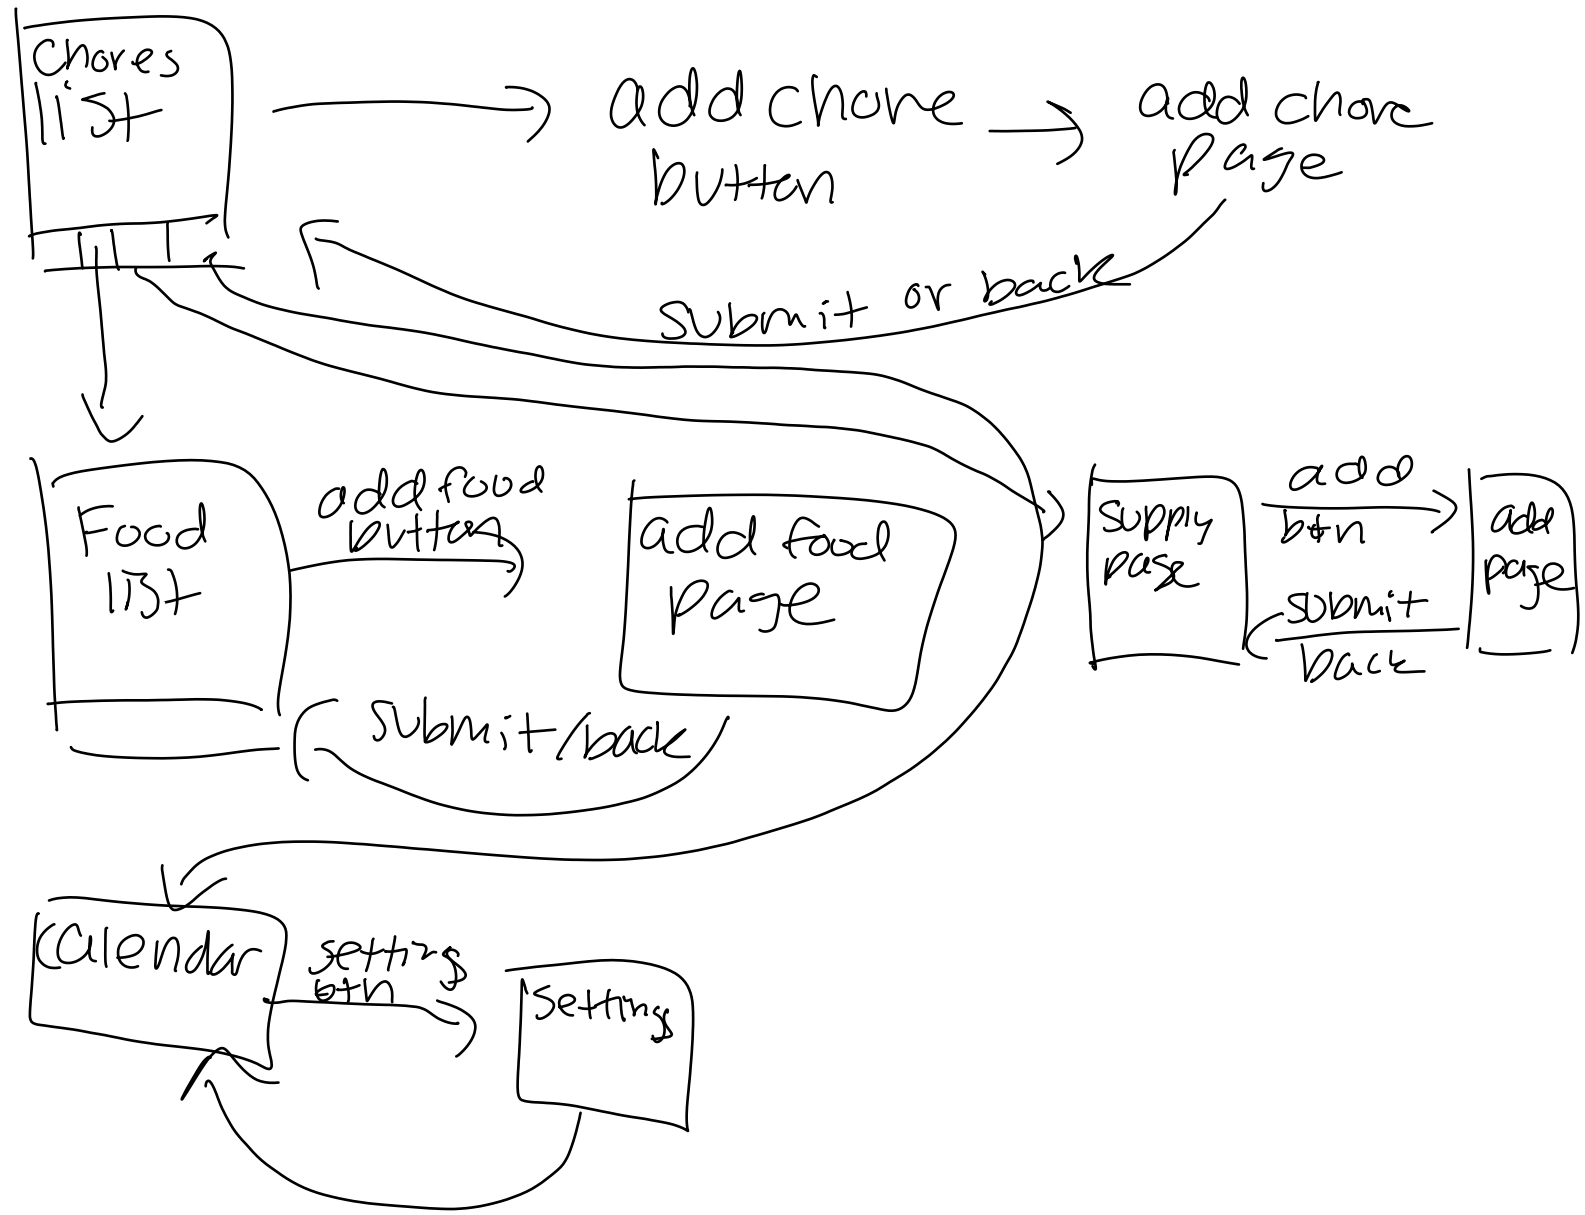 Chores
list
add chore
button
add chore
page
submit or back
Food
list
add food
button
add food
page
submit/back
supply
page
add
btn
submit
back
add
page
Calendar
setting
btn
Settings